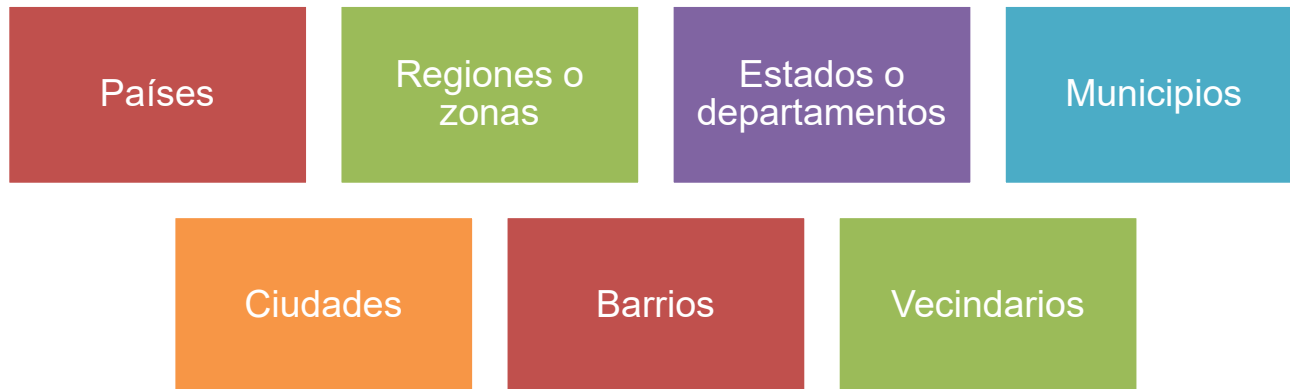 Países
Regiones o
zonas
Estados o
departamentos
Municipios
Ciudades
Barrios
Vecindarios